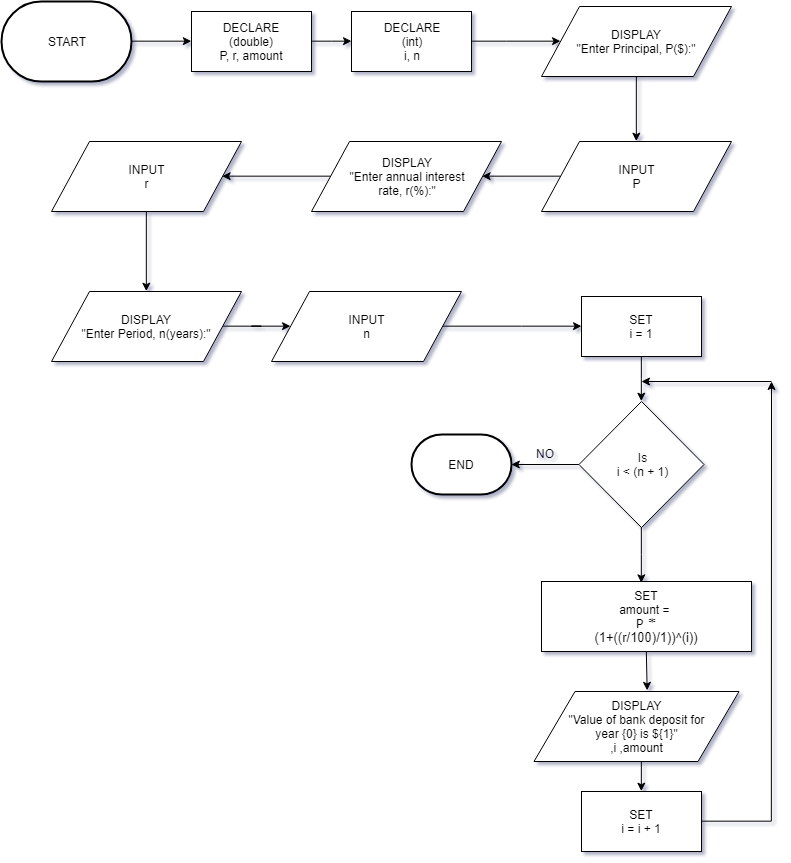 START
DECLARE
(double)
P, r, amount
DECLARE
(int)
i, n
DISPLAY
"Enter Principal, P($):"
INPUT
P
DISPLAY
"Enter annual interest
rate, r(%):"
INPUT
r
DISPLAY
"Enter Period, n(years):"
INPUT
n
SET
i = 1
Is
i < (n + 1)
NO
END
SET
amount =
P *
(1+((r/100)/1))^(i))
DISPLAY
"Value of bank deposit for
year {0} is ${1}"
,i ,amount
SET
i = i + 1